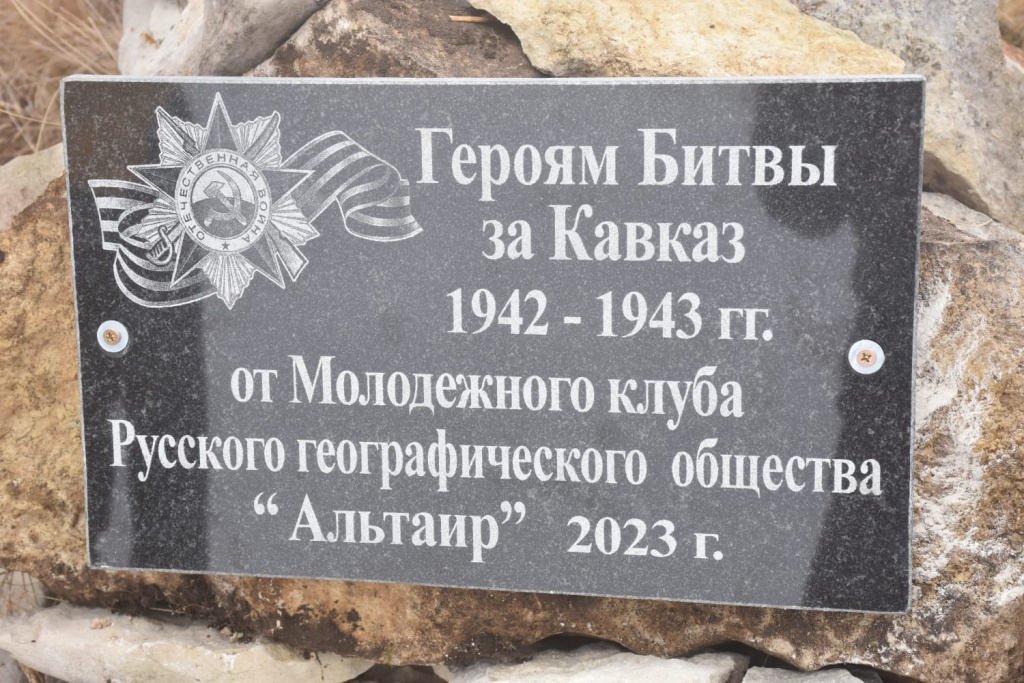 ОТЕЧЕСТВЕННАЯ ВОЙНА
Героям Битвы
за Кавказ
1942 - 1943 гг.
от Молодежного клуба
Русского географического общества
“Альтаир” 2023 г.